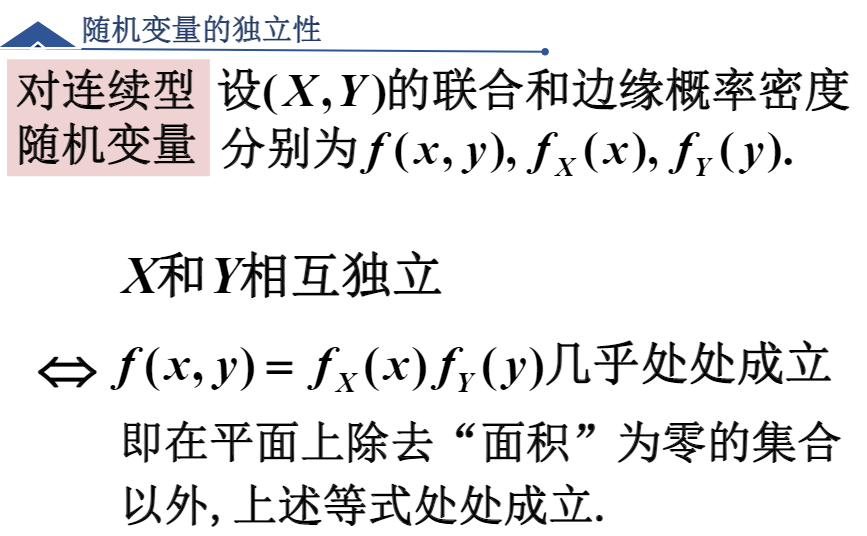 随机变量的独立性
对连续型 设(X,Y)的联合和边缘概率密度
随机变量 分别为f(x,y), f_X(x), f_Y(y).
X和Y相互独立
⇔ f(x,y) = f_X(x)f_Y(y)几乎处处成立
即在平面上除去“面积”为零的集合
以外,上述等式处处成立.